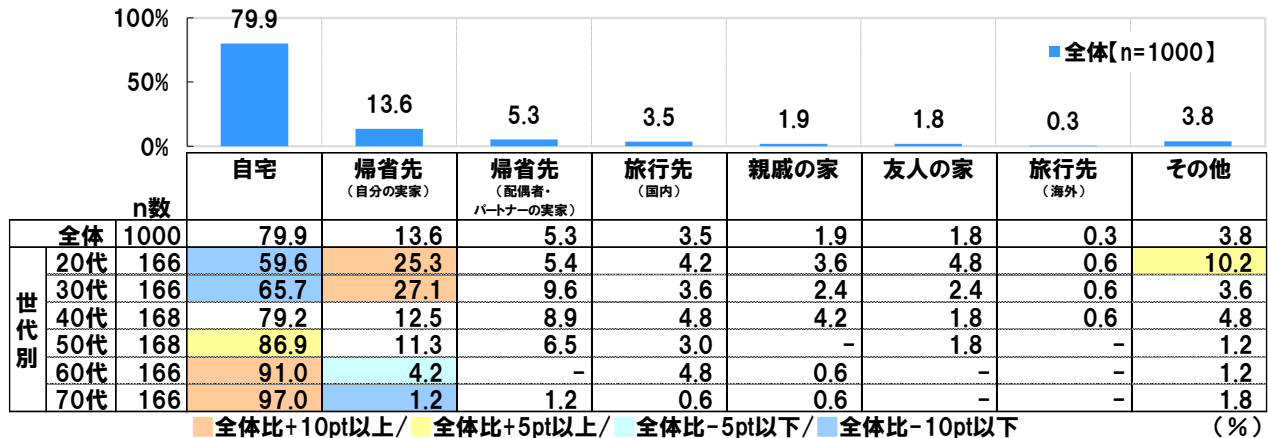 100%
50%
0%
79.9
13.6
5.3
3.5
1.9
1.8
0.3
3.8
■全体【n=1000】
n数 自宅 帰省先(自分の実家) 帰省先(配偶者・パートナーの実家) 旅行先(国内) 親戚の家 友人の家 旅行先(海外) その他
全体 1000 79.9 13.6 5.3 3.5 1.9 1.8 0.3 3.8
世代別
20代 166 59.6 25.3 5.4 4.2 3.6 4.8 0.6 10.2
30代 166 65.7 27.1 9.6 3.6 2.4 2.4 0.6 3.6
40代 168 79.2 12.5 8.9 4.8 4.2 1.8 0.6 4.8
50代 168 86.9 11.3 6.5 3.0 - 1.8 - 1.2
60代 166 91.0 4.2 - 4.8 0.6 - - 1.2
70代 166 97.0 1.2 1.2 0.6 0.6 - - 1.8
■全体比+10pt以上/■全体比+5pt以上/■全体比-5pt以下/■全体比-10pt以下 (%)